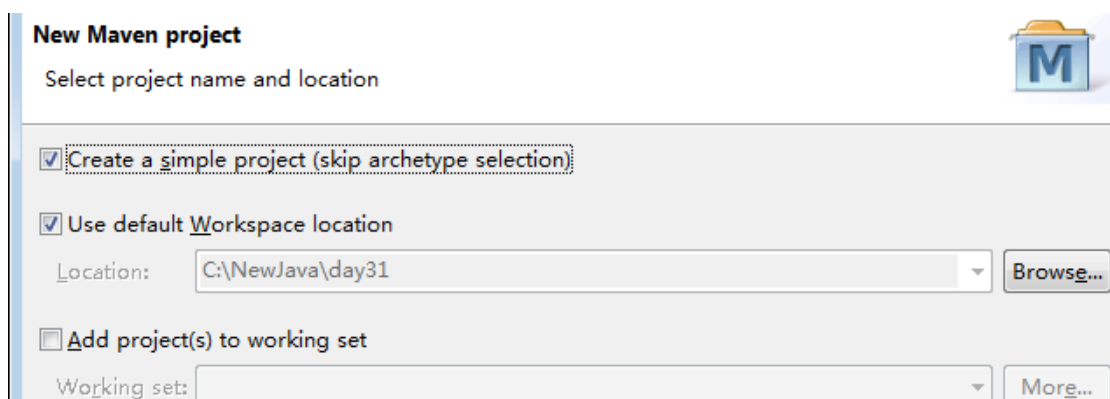 New Maven project
M
Select project name and location
Create a simple project (skip archetype selection)
Use default Workspace location
Location: C:\NewJava\day31 Browse...
Add project(s) to working set
Working set: More...